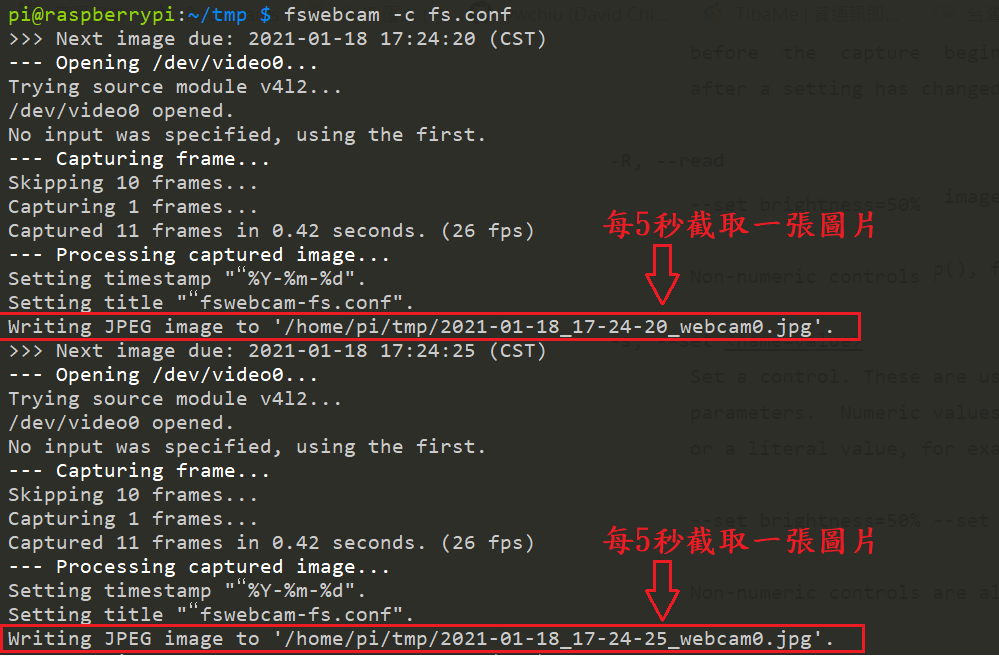 pi@raspberrypi:~/tmp $ fswebcam -c fs.conf
>>> Next image due: 2021-01-18 17:24:20 (CST)
--- Opening /dev/video0...
Trying source module v4l2...
/dev/video0 opened.
No input was specified, using the first.
--- Capturing frame...
Skipping 10 frames...
Capturing 1 frames...
Captured 11 frames in 0.42 seconds. (26 fps)
--- Processing captured image...
Setting timestamp "“%Y-%m-%d".
Setting title "“fswebcam-fs.conf".
每5秒截取一張圖片
Writing JPEG image to '/home/pi/tmp/2021-01-18_17-24-20_webcam0.jpg'.
>>> Next image due: 2021-01-18 17:24:25 (CST)
--- Opening /dev/video0...
Trying source module v4l2...
/dev/video0 opened.
No input was specified, using the first.
--- Capturing frame...
Skipping 10 frames...
Capturing 1 frames...
Captured 11 frames in 0.42 seconds. (26 fps)
--- Processing captured image...
Setting timestamp "“%Y-%m-%d".
Setting title "“fswebcam-fs.conf".
每5秒截取一張圖片
Writing JPEG image to '/home/pi/tmp/2021-01-18_17-24-25_webcam0.jpg'.
before the capture
after a setting has changed
-R, --read
--set brightness=50% image
Non-numeric controls
Set a control. These are
parameters. Numeric values
or a literal value, for
--set brightness=50% --set
Non-numeric controls are